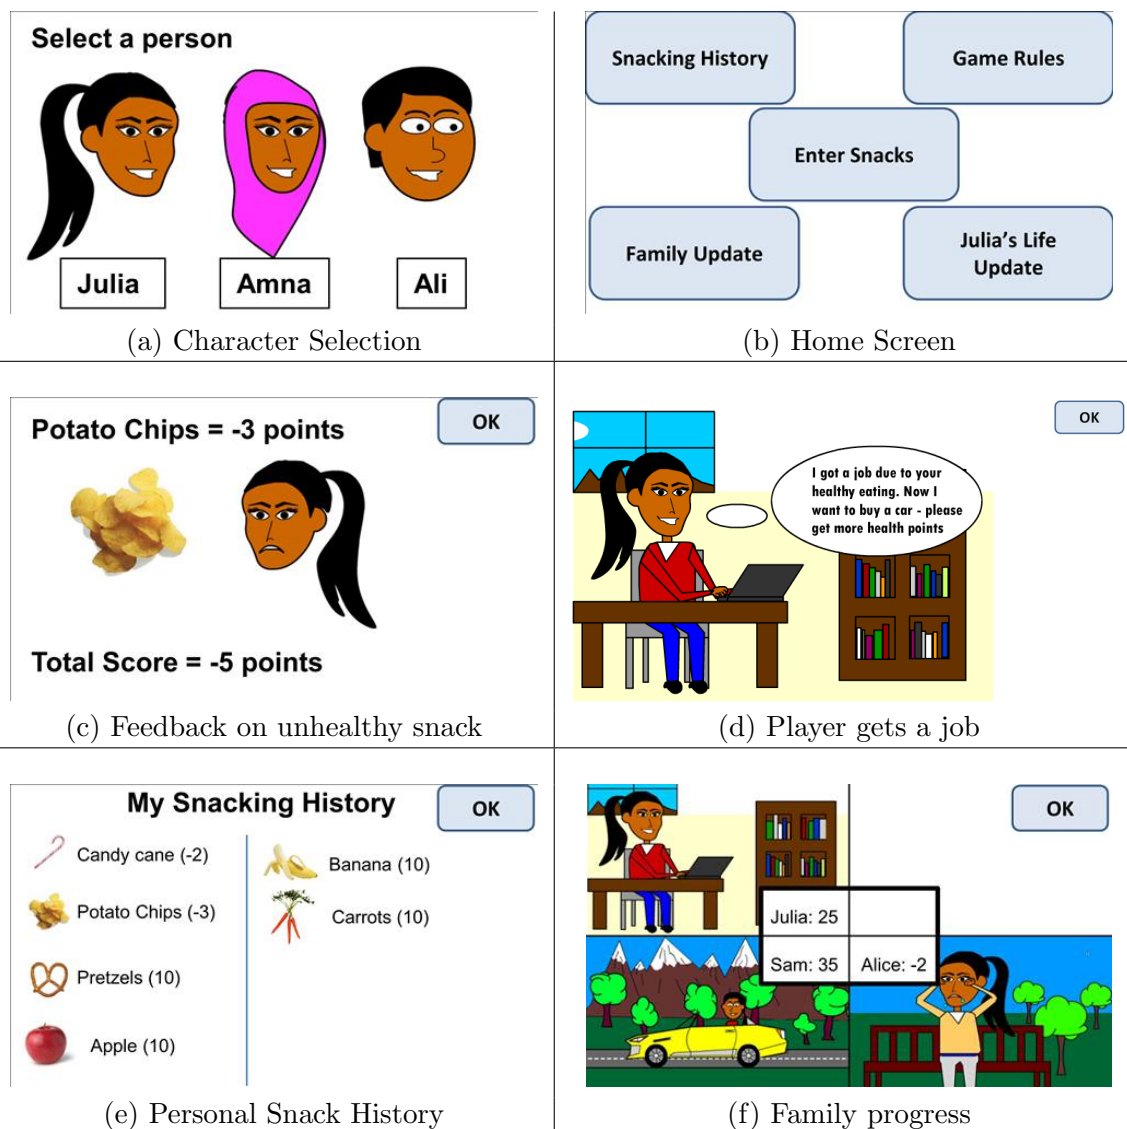 Select a person
Julia
Amna
Ali
(a) Character Selection
Snacking History
Game Rules
Enter Snacks
Family Update
Julia's Life
Update
(b) Home Screen
Potato Chips = -3 points
OK
Total Score = -5 points
(c) Feedback on unhealthy snack
OK
I got a job due to your
healthy eating. Now I
want to buy a car - please
get more health points
(d) Player gets a job
My Snacking History
OK
Candy cane (-2)
Potato Chips (-3)
Pretzels (10)
Apple (10)
Banana (10)
Carrots (10)
(e) Personal Snack History
OK
Julia: 25
Sam: 35
Alice: -2
(f) Family progress